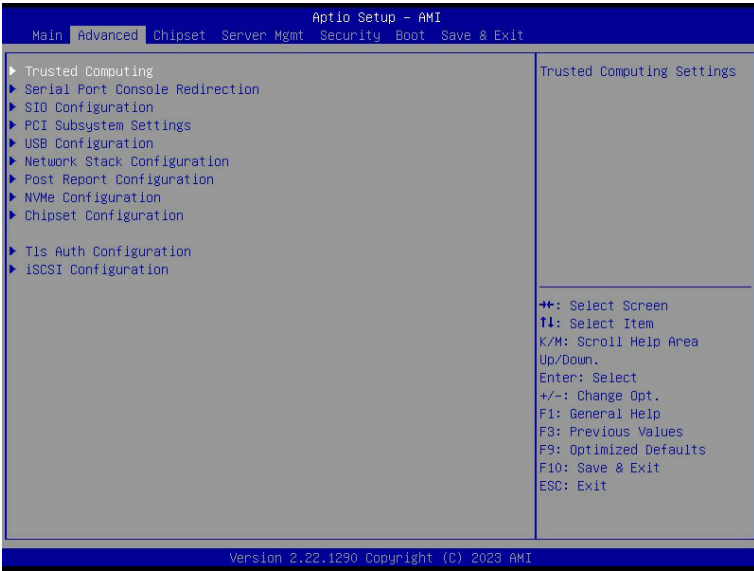 Aptio Setup – AMI
Main Advanced Chipset Server Mgmt Security Boot Save & Exit
Trusted Computing
Serial Port Console Redirection
SIO Configuration
PCI Subsystem Settings
USB Configuration
Network Stack Configuration
Post Report Configuration
NVMe Configuration
Chipset Configuration
Tls Auth Configuration
iSCSI Configuration
Trusted Computing Settings
→←: Select Screen
↑↓: Select Item
K/M: Scroll Help Area
Up/Down.
Enter: Select
+/-: Change Opt.
F1: General Help
F3: Previous Values
F9: Optimized Defaults
F10: Save & Exit
ESC: Exit
Version 2.22.1290 Copyright (C) 2023 AMI